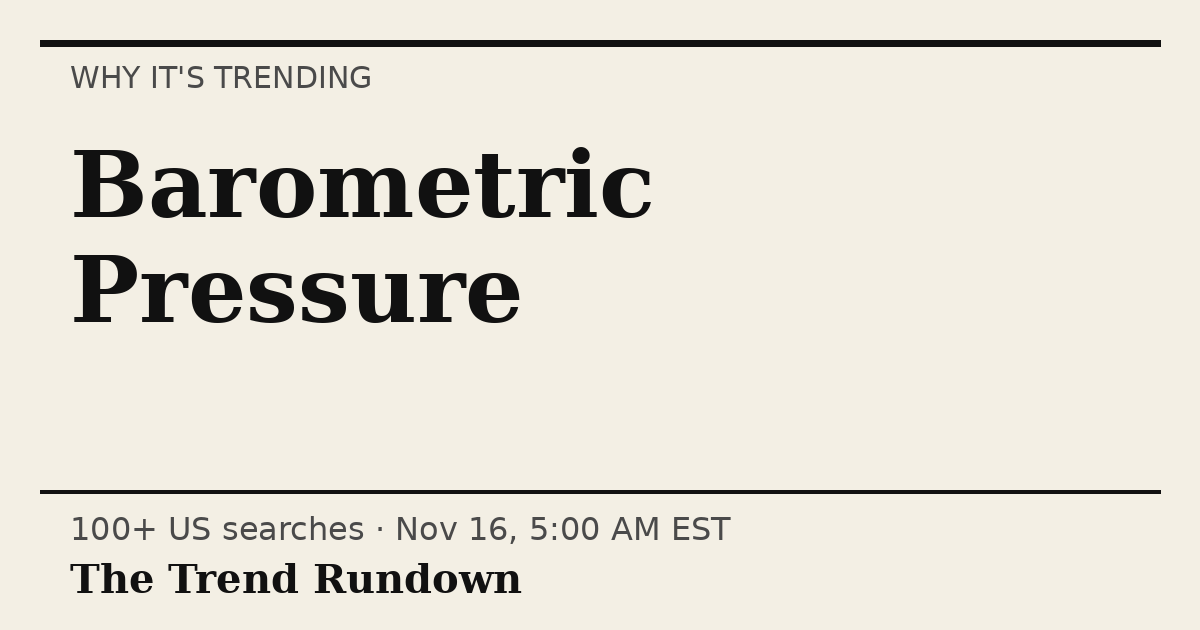 WHY IT'S TRENDING
Barometric
Pressure
100+ US searches · Nov 16, 5:00 AM EST
The Trend Rundown